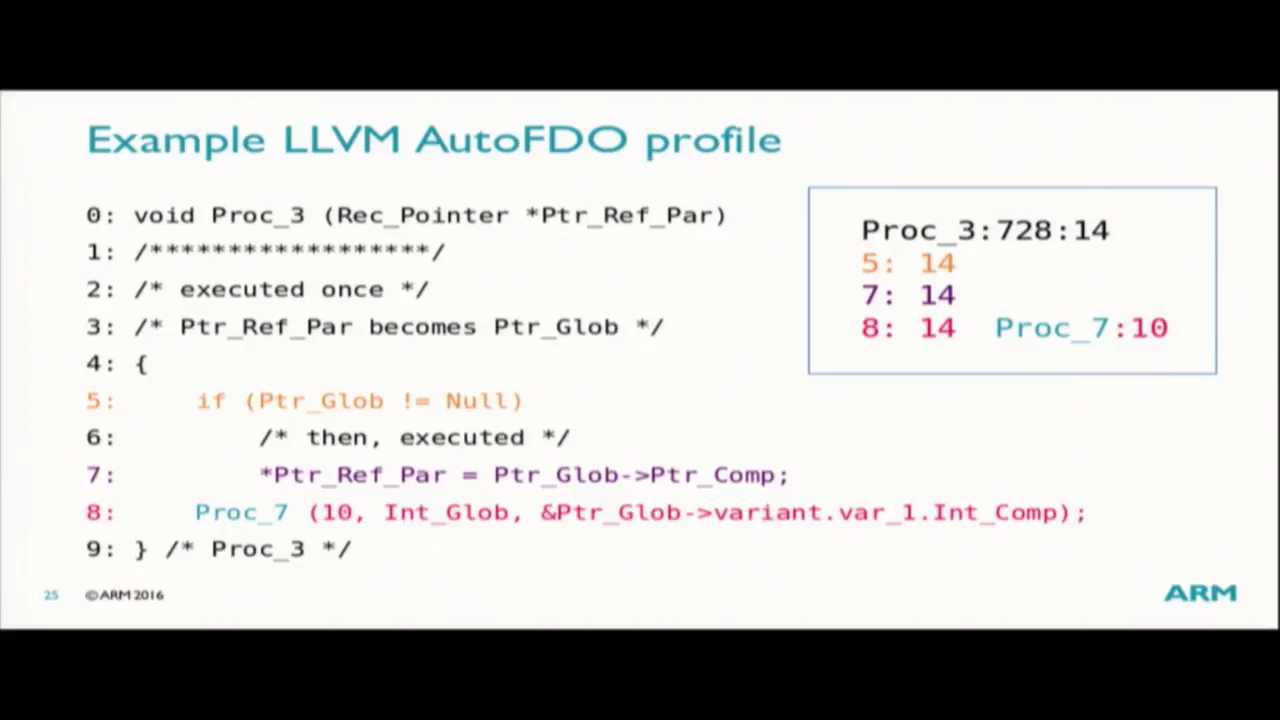 Example LLVM AutoFDO profile
0: void Proc_3 (Rec_Pointer *Ptr_Ref_Par)
1: /******************/
2: /* executed once */
3: /* Ptr_Ref_Par becomes Ptr_Glob */
4: {
5: if (Ptr_Glob != Null)
6: /* then, executed */
7: *Ptr_Ref_Par = Ptr_Glob->Ptr_Comp;
8: Proc_7 (10, Int_Glob, &Ptr_Glob->variant.var_1.Int_Comp);
9: } /* Proc_3 */
Proc_3:728:14
5: 14
7: 14
8: 14 Proc_7:10
25 ©ARM 2016
ARM